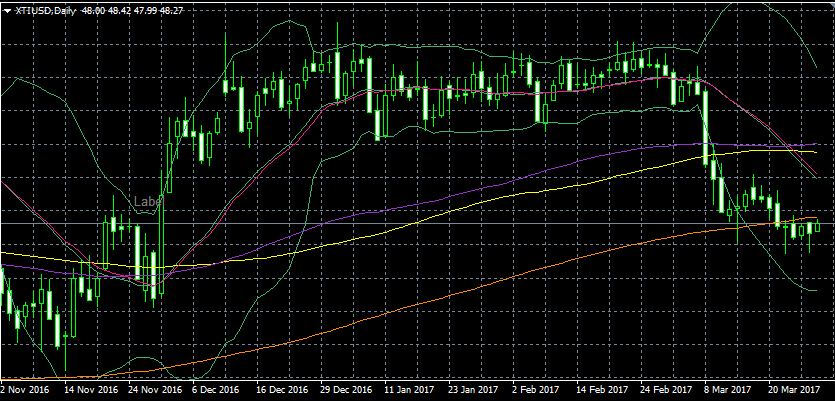 XTIUSD,Daily 48.00 48.42 47.99 48.27
Labe
2 Nov 2016 14 Nov 2016 24 Nov 2016 6 Dec 2016 16 Dec 2016 29 Dec 2016 11 Jan 2017 23 Jan 2017 2 Feb 2017 14 Feb 2017 24 Feb 2017 8 Mar 2017 20 Mar 2017